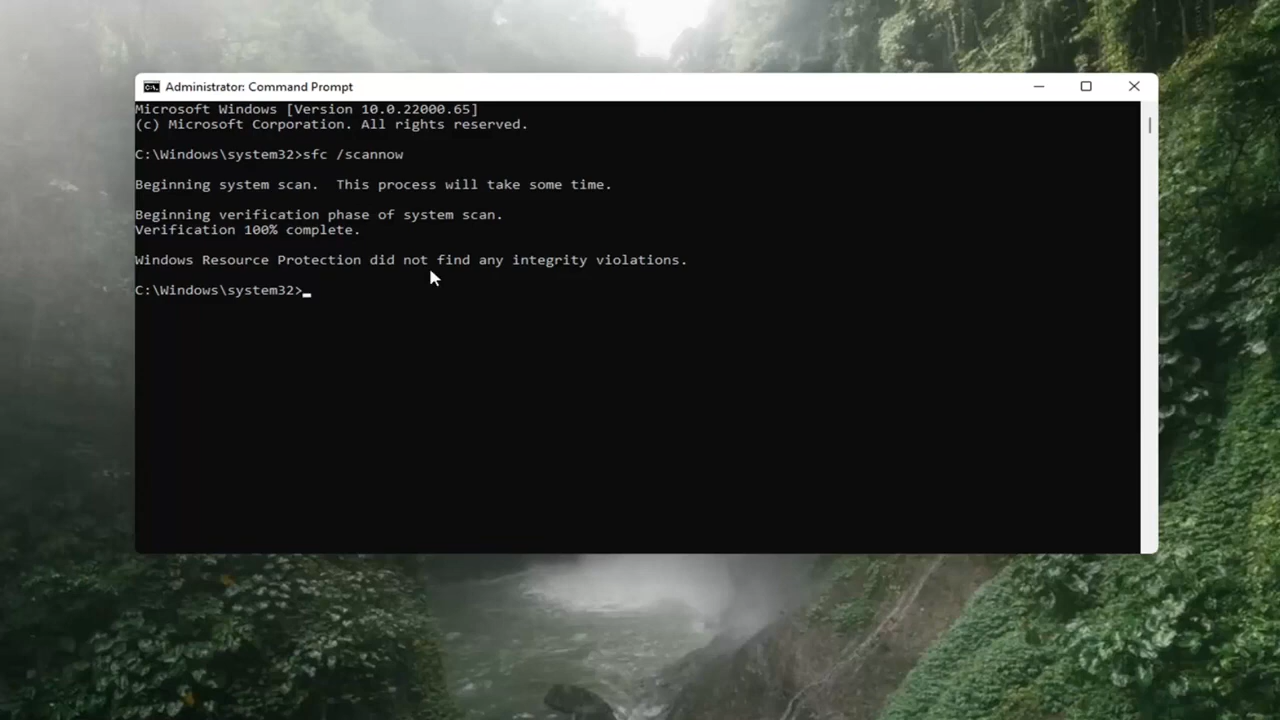 Administrator: Command Prompt
Microsoft Windows [Version 10.0.22000.65]
(c) Microsoft Corporation. All rights reserved.
C:\Windows\system32>sfc /scannow
Beginning system scan.  This process will take some time.
Beginning verification phase of system scan.
Verification 100% complete.
Windows Resource Protection did not find any integrity violations.
C:\Windows\system32>